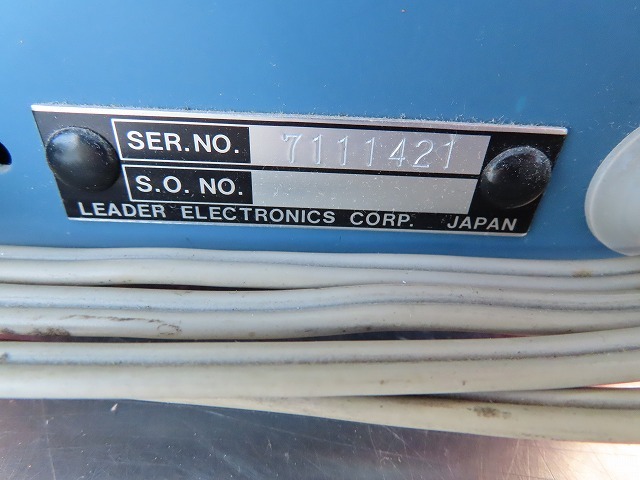 SER.NO. 7111421
S.O. NO.
LEADER ELECTRONICS CORP. JAPAN